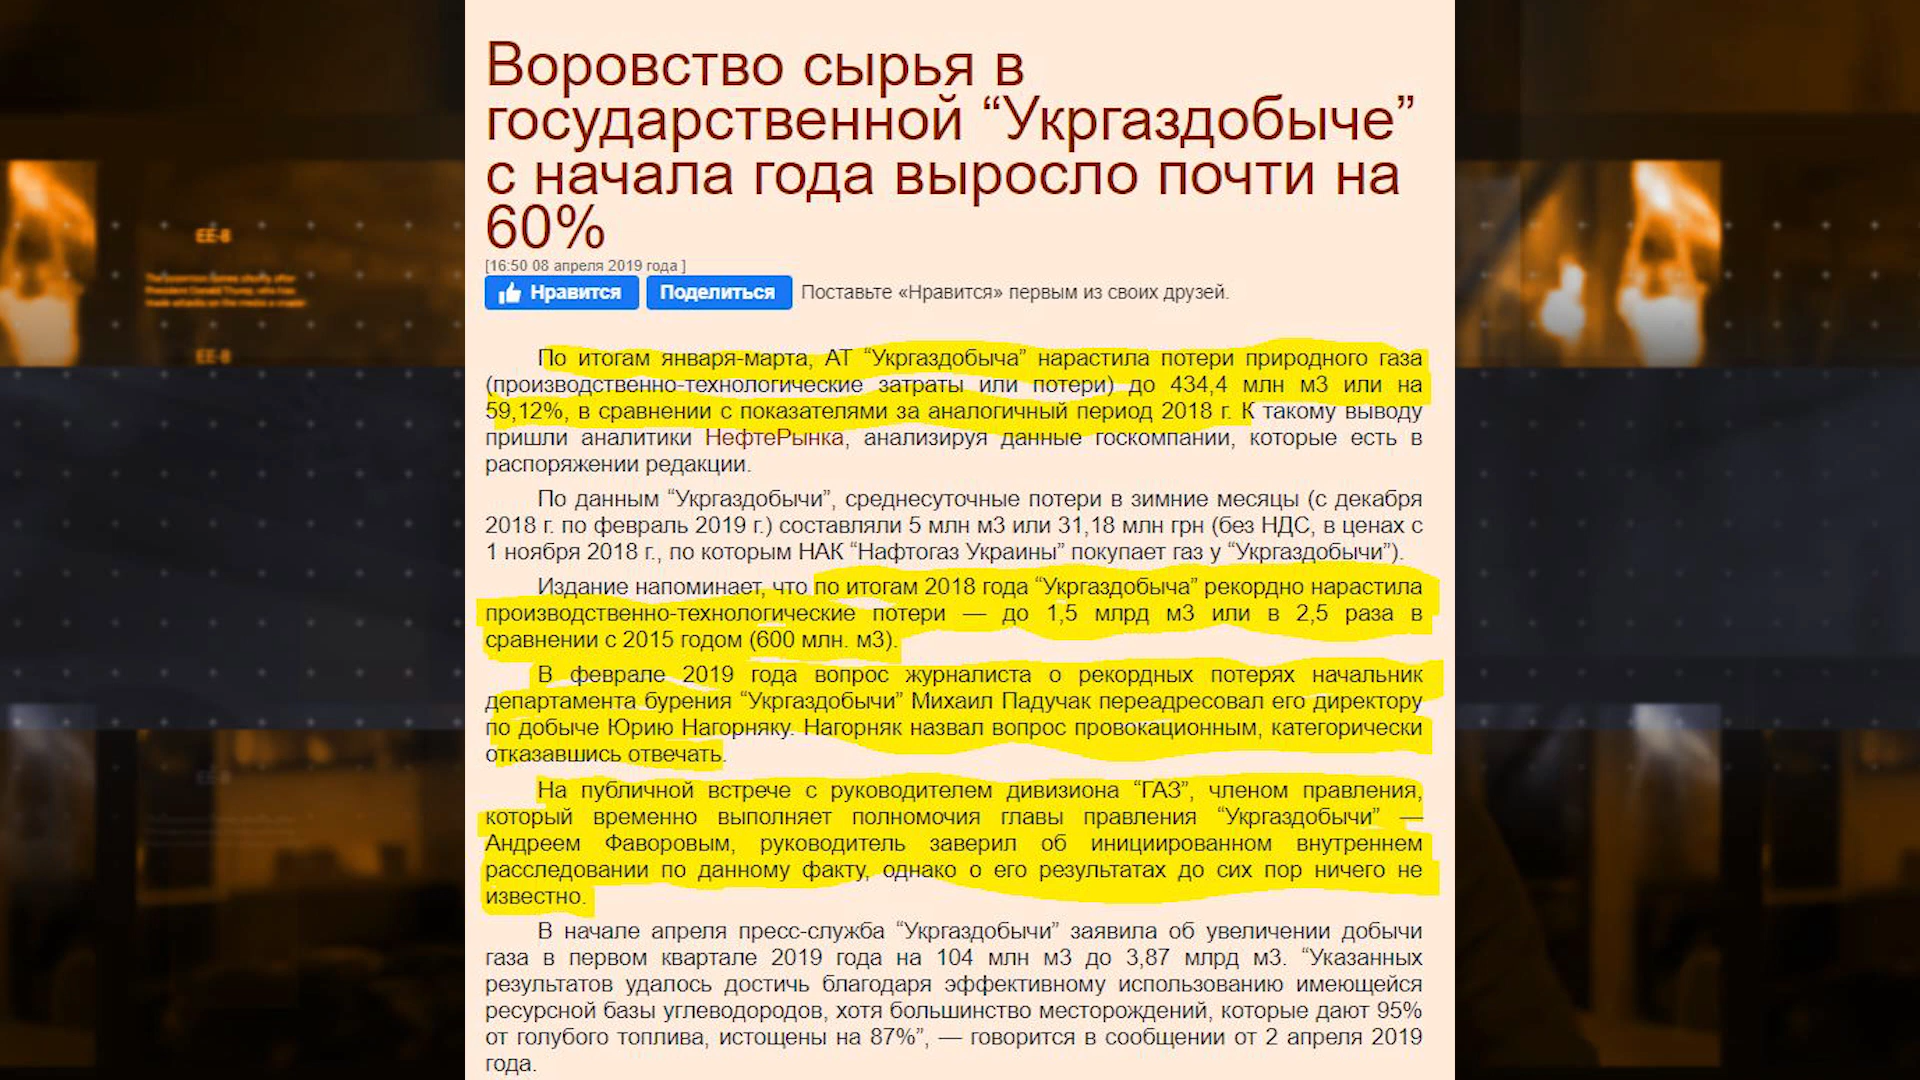 Воровство сырья в
государственной “Укргаздобыче”
с начала года выросло почти на
60%
[16:50 08 апреля 2019 года ]
Нравится Поделиться Поставьте «Нравится» первым из своих друзей.
По итогам января-марта, АТ “Укргаздобыча” нарастила потери природного газа
(производственно-технологические затраты или потери) до 434,4 млн м3 или на
59,12%, в сравнении с показателями за аналогичный период 2018 г. К такому выводу
пришли аналитики НефтеРынка, анализируя данные госкомпании, которые есть в
распоряжении редакции.
По данным “Укргаздобычи”, среднесуточные потери в зимние месяцы (с декабря
2018 г. по февраль 2019 г.) составляли 5 млн м3 или 31,18 млн грн (без НДС, в ценах с
1 ноября 2018 г., по которым НАК “Нафтогаз Украины” покупает газ у “Укргаздобычи”).
Издание напоминает, что по итогам 2018 года “Укргаздобыча” рекордно нарастила
производственно-технологические потери — до 1,5 млрд м3 или в 2,5 раза в
сравнении с 2015 годом (600 млн. м3).
В феврале 2019 года вопрос журналиста о рекордных потерях начальник
департамента бурения “Укргаздобычи” Михаил Падучак переадресовал его директору
по добыче Юрию Нагорняку. Нагорняк назвал вопрос провокационным, категорически
отказавшись отвечать.
На публичной встрече с руководителем дивизиона “ГАЗ”, членом правления,
который временно выполняет полномочия главы правления “Укргаздобычи” —
Андреем Фаворовым, руководитель заверил об инициированном внутреннем
расследовании по данному факту, однако о его результатах до сих пор ничего не
известно.
В начале апреля пресс-служба “Укргаздобычи” заявила об увеличении добычи
газа в первом квартале 2019 года на 104 млн м3 до 3,87 млрд м3. “Указанных
результатов удалось достичь благодаря эффективному использованию имеющейся
ресурсной базы углеводородов, хотя большинство месторождений, которые дают 95%
от голубого топлива, истощены на 87%”, — говорится в сообщении от 2 апреля 2019
года.
EE-8
EE-8